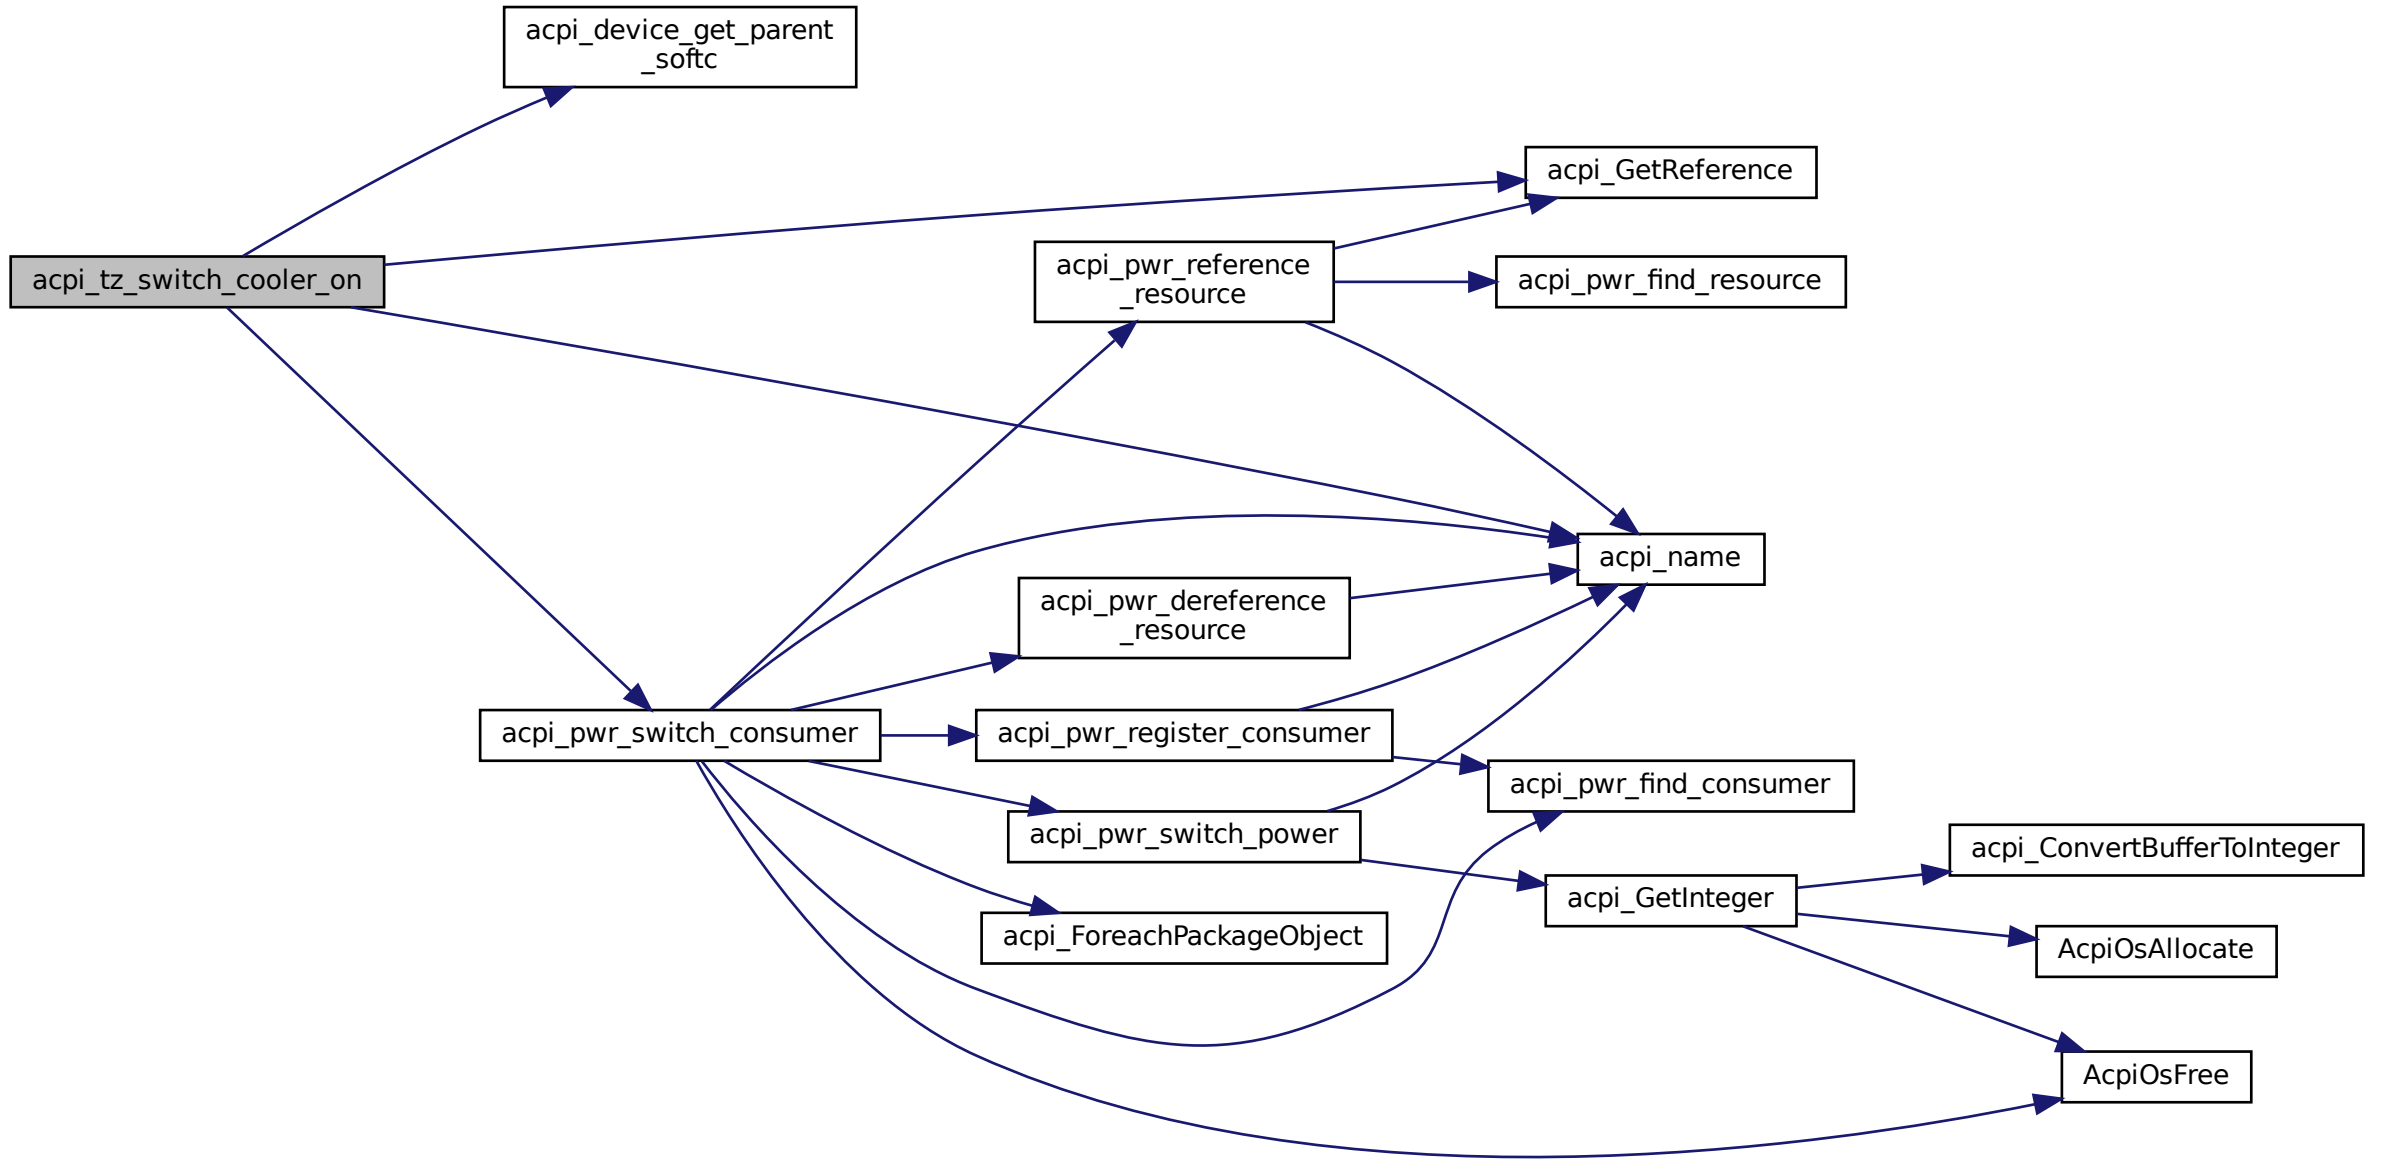 acpi_device_get_parent
_softc
acpi_GetReference
acpi_pwr_reference
_resource
acpi_tz_switch_cooler_on
acpi_pwr_find_resource
acpi_name
acpi_pwr_dereference
_resource
acpi_pwr_switch_consumer
acpi_pwr_register_consumer
acpi_pwr_find_consumer
acpi_pwr_switch_power
acpi_ConvertBufferToInteger
acpi_GetInteger
acpi_ForeachPackageObject
AcpiOsAllocate
AcpiOsFree